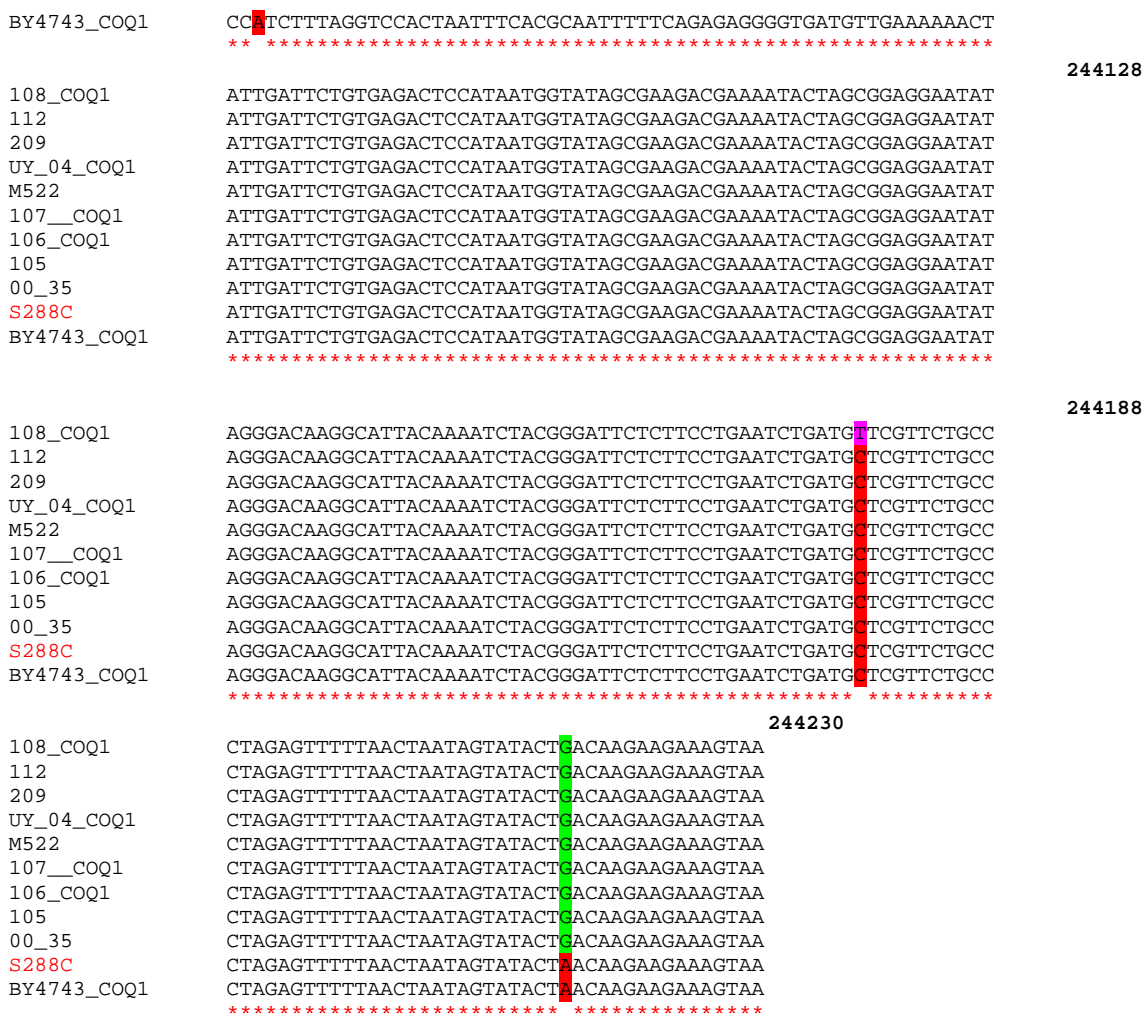 BY4743_COQ1 CCATCTTTAGGTCCACTAATTTCACGCAATTTTTCAGAGAGGGGTGATGTTGAAAAAACT
** *********************************************************
244128
108_COQ1 ATTGATTCTGTGAGACTCCATAATGGTATAGCGAAGACGAAAATACTAGCGGAGGAATAT
112 ATTGATTCTGTGAGACTCCATAATGGTATAGCGAAGACGAAAATACTAGCGGAGGAATAT
209 ATTGATTCTGTGAGACTCCATAATGGTATAGCGAAGACGAAAATACTAGCGGAGGAATAT
UY_04_COQ1 ATTGATTCTGTGAGACTCCATAATGGTATAGCGAAGACGAAAATACTAGCGGAGGAATAT
M522 ATTGATTCTGTGAGACTCCATAATGGTATAGCGAAGACGAAAATACTAGCGGAGGAATAT
107__COQ1 ATTGATTCTGTGAGACTCCATAATGGTATAGCGAAGACGAAAATACTAGCGGAGGAATAT
106_COQ1 ATTGATTCTGTGAGACTCCATAATGGTATAGCGAAGACGAAAATACTAGCGGAGGAATAT
105 ATTGATTCTGTGAGACTCCATAATGGTATAGCGAAGACGAAAATACTAGCGGAGGAATAT
00_35 ATTGATTCTGTGAGACTCCATAATGGTATAGCGAAGACGAAAATACTAGCGGAGGAATAT
S288C ATTGATTCTGTGAGACTCCATAATGGTATAGCGAAGACGAAAATACTAGCGGAGGAATAT
BY4743_COQ1 ATTGATTCTGTGAGACTCCATAATGGTATAGCGAAGACGAAAATACTAGCGGAGGAATAT
************************************************************
244188
108_COQ1 AGGGACAAGGCATTACAAAATCTACGGGATTCTCTTCCTGAATCTGATGTTCGTTCTGCC
112 AGGGACAAGGCATTACAAAATCTACGGGATTCTCTTCCTGAATCTGATGCTCGTTCTGCC
209 AGGGACAAGGCATTACAAAATCTACGGGATTCTCTTCCTGAATCTGATGCTCGTTCTGCC
UY_04_COQ1 AGGGACAAGGCATTACAAAATCTACGGGATTCTCTTCCTGAATCTGATGCTCGTTCTGCC
M522 AGGGACAAGGCATTACAAAATCTACGGGATTCTCTTCCTGAATCTGATGCTCGTTCTGCC
107__COQ1 AGGGACAAGGCATTACAAAATCTACGGGATTCTCTTCCTGAATCTGATGCTCGTTCTGCC
106_COQ1 AGGGACAAGGCATTACAAAATCTACGGGATTCTCTTCCTGAATCTGATGCTCGTTCTGCC
105 AGGGACAAGGCATTACAAAATCTACGGGATTCTCTTCCTGAATCTGATGCTCGTTCTGCC
00_35 AGGGACAAGGCATTACAAAATCTACGGGATTCTCTTCCTGAATCTGATGCTCGTTCTGCC
S288C AGGGACAAGGCATTACAAAATCTACGGGATTCTCTTCCTGAATCTGATGCTCGTTCTGCC
BY4743_COQ1 AGGGACAAGGCATTACAAAATCTACGGGATTCTCTTCCTGAATCTGATGCTCGTTCTGCC
************************************************* **********
244230
108_COQ1 CTAGAGTTTTTAACTAATAGTATACTGACAAGAAGAAAGTAA
112 CTAGAGTTTTTAACTAATAGTATACTGACAAGAAGAAAGTAA
209 CTAGAGTTTTTAACTAATAGTATACTGACAAGAAGAAAGTAA
UY_04_COQ1 CTAGAGTTTTTAACTAATAGTATACTGACAAGAAGAAAGTAA
M522 CTAGAGTTTTTAACTAATAGTATACTGACAAGAAGAAAGTAA
107__COQ1 CTAGAGTTTTTAACTAATAGTATACTGACAAGAAGAAAGTAA
106_COQ1 CTAGAGTTTTTAACTAATAGTATACTGACAAGAAGAAAGTAA
105 CTAGAGTTTTTAACTAATAGTATACTGACAAGAAGAAAGTAA
00_35 CTAGAGTTTTTAACTAATAGTATACTGACAAGAAGAAAGTAA
S288C CTAGAGTTTTTAACTAATAGTATACTAACAAGAAGAAAGTAA
BY4743_COQ1 CTAGAGTTTTTAACTAATAGTATACTAACAAGAAGAAAGTAA
************************** ***************